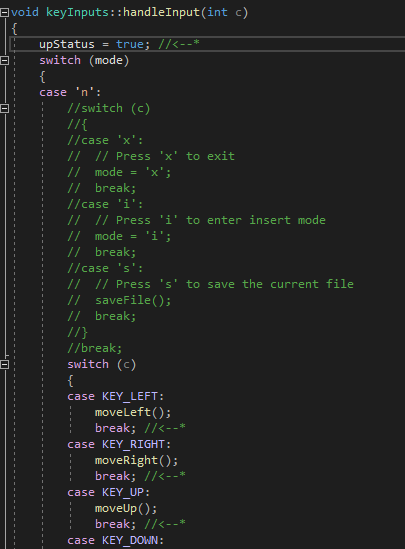 void keyInputs::handleInput(int c)
{
    upStatus = true; //<--*
    switch (mode)
    {
    case 'n':
        //switch (c)
        //{
        //case 'x':
        //  // Press 'x' to exit
        //  mode = 'x';
        //  break;
        //case 'i':
        //  // Press 'i' to enter insert mode
        //  mode = 'i';
        //  break;
        //case 's':
        //  // Press 's' to save the current file
        //  saveFile();
        //  break;
        //}
        //break;
        switch (c)
        {
        case KEY_LEFT:
            moveLeft();
            break; //<--*
        case KEY_RIGHT:
            moveRight();
            break; //<--*
        case KEY_UP:
            moveUp();
            break; //<--*
        case KEY_DOWN: